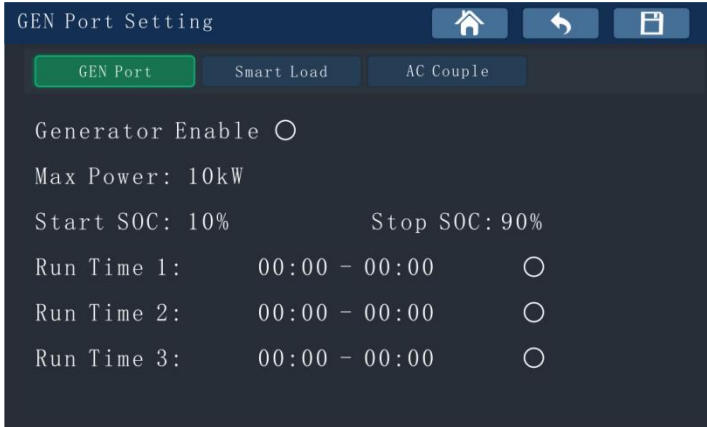 GEN Port Setting
GEN Port Smart Load AC Couple
Generator Enable
Max Power: 10kW
Start SOC: 10% Stop SOC: 90%
Run Time 1: 00:00 - 00:00
Run Time 2: 00:00 - 00:00
Run Time 3: 00:00 - 00:00